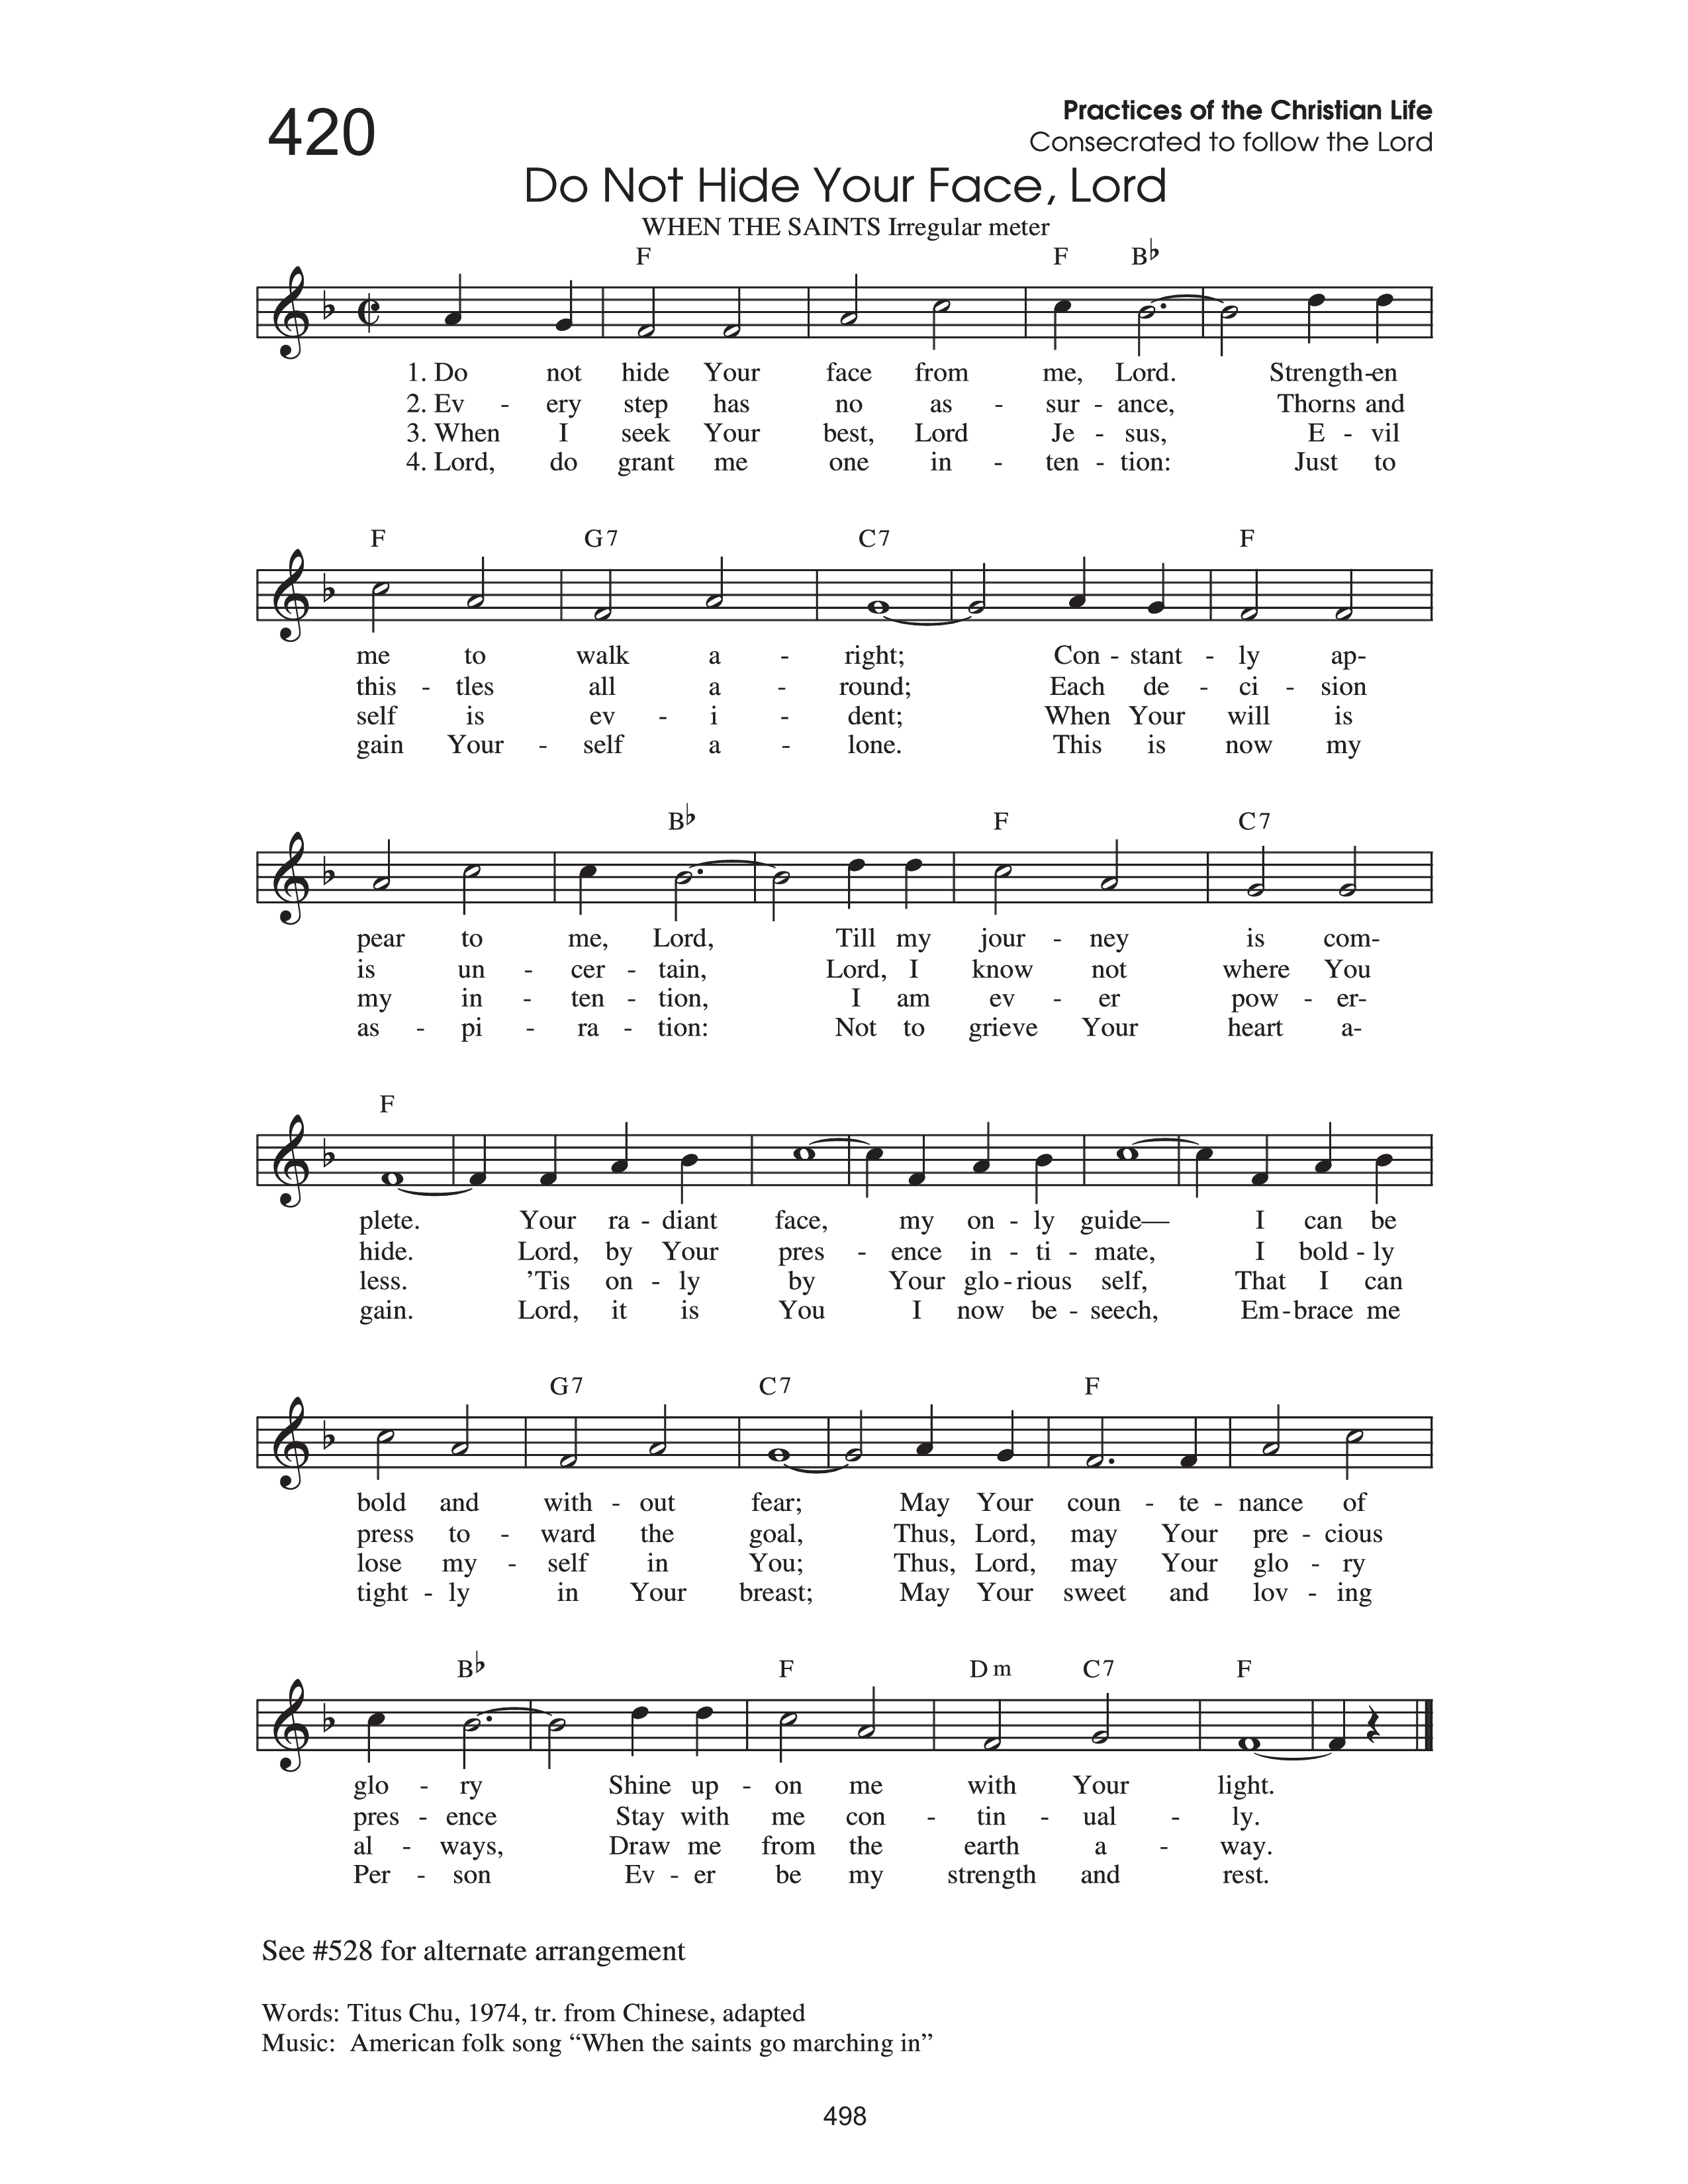 420
Practices of the Christian Life
Consecrated to follow the Lord
Do Not Hide Your Face, Lord
WHEN THE SAINTS Irregular meter
F F B♭
1. Do not hide Your face from me, Lord. Strength-en
2. Ev - ery step has no as - sur - ance, Thorns and
3. When I seek Your best, Lord Je - sus, E - vil
4. Lord, do grant me one in - ten - tion: Just to
F G7 C7 F
me to walk a - right; Con - stant - ly ap-
this - tles all a - round; Each de - ci - sion
self is ev - i - dent; When Your will is
gain Your - self a - lone. This is now my
B♭ F C7
pear to me, Lord, Till my jour - ney is com-
is un - cer - tain, Lord, I know not where You
my in - ten - tion, I am ev - er pow - er-
as - pi - ra - tion: Not to grieve Your heart a-
F
plete. Your ra - diant face, my on - ly guide— I can be
hide. Lord, by Your pres - ence in - ti - mate, I bold - ly
less. ’Tis on - ly by Your glo - rious self, That I can
gain. Lord, it is You I now be - seech, Em - brace me
G7 C7 F
bold and with - out fear; May Your coun - te - nance of
press to - ward the goal, Thus, Lord, may Your pre - cious
lose my - self in You; Thus, Lord, may Your glo - ry
tight - ly in Your breast; May Your sweet and lov - ing
B♭ F Dm C7 F
glo - ry Shine up - on me with Your light.
pres - ence Stay with me con - tin - ual - ly.
al - ways, Draw me from the earth a - way.
Per - son Ev - er be my strength and rest.
See #528 for alternate arrangement
Words: Titus Chu, 1974, tr. from Chinese, adapted
Music: American folk song “When the saints go marching in”
498